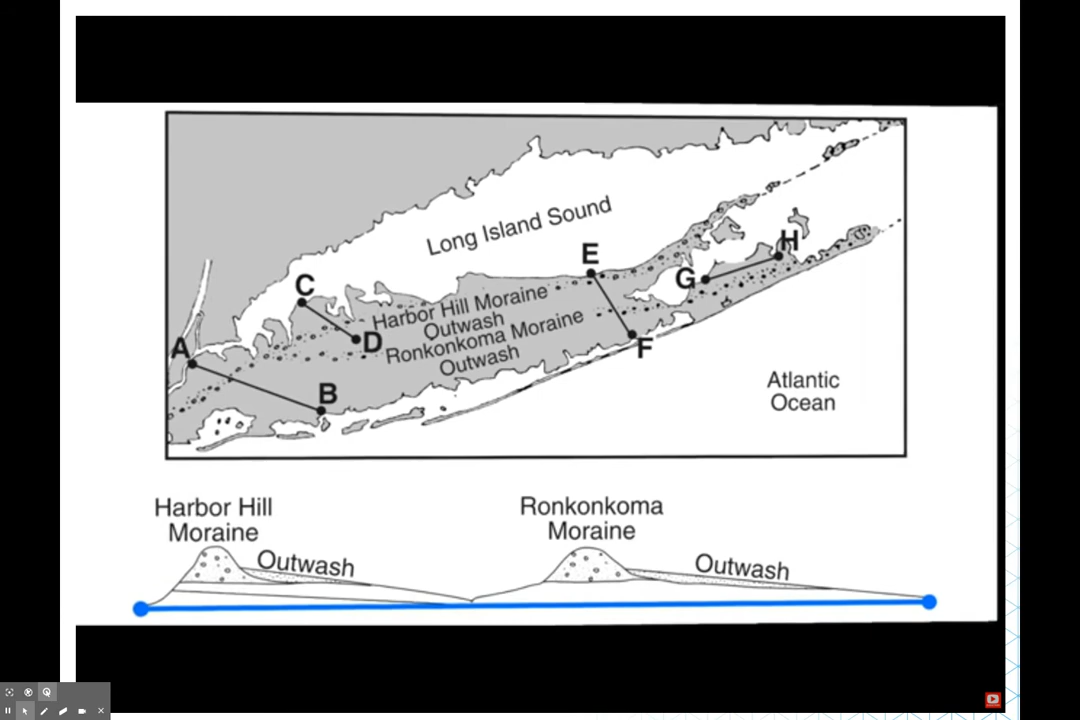 Long Island Sound
E
H
C
G
Harbor Hill Moraine
Outwash
D
A
Ronkonkoma Moraine
F
Outwash
B
Atlantic
Ocean
Harbor Hill
Moraine
Ronkonkoma
Moraine
Outwash
Outwash